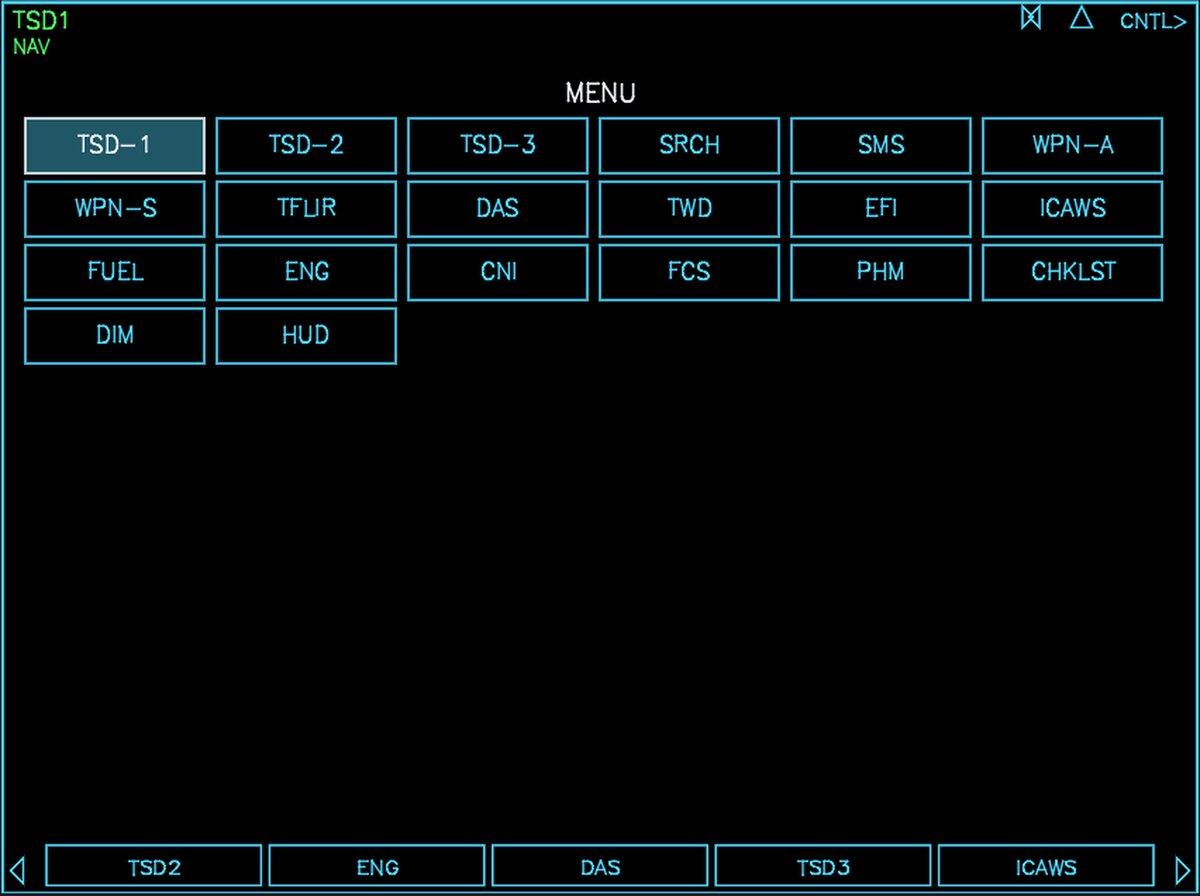 TSD1
CNTL>
NAV
MENU
TSD-1 TSD-2 TSD-3 SRCH SMS WPN-A
WPN-S TFLIR DAS TWD EFI ICAWS
FUEL ENG CNI FCS PHM CHKLST
DIM HUD
TSD2 ENG DAS TSD3 ICAWS